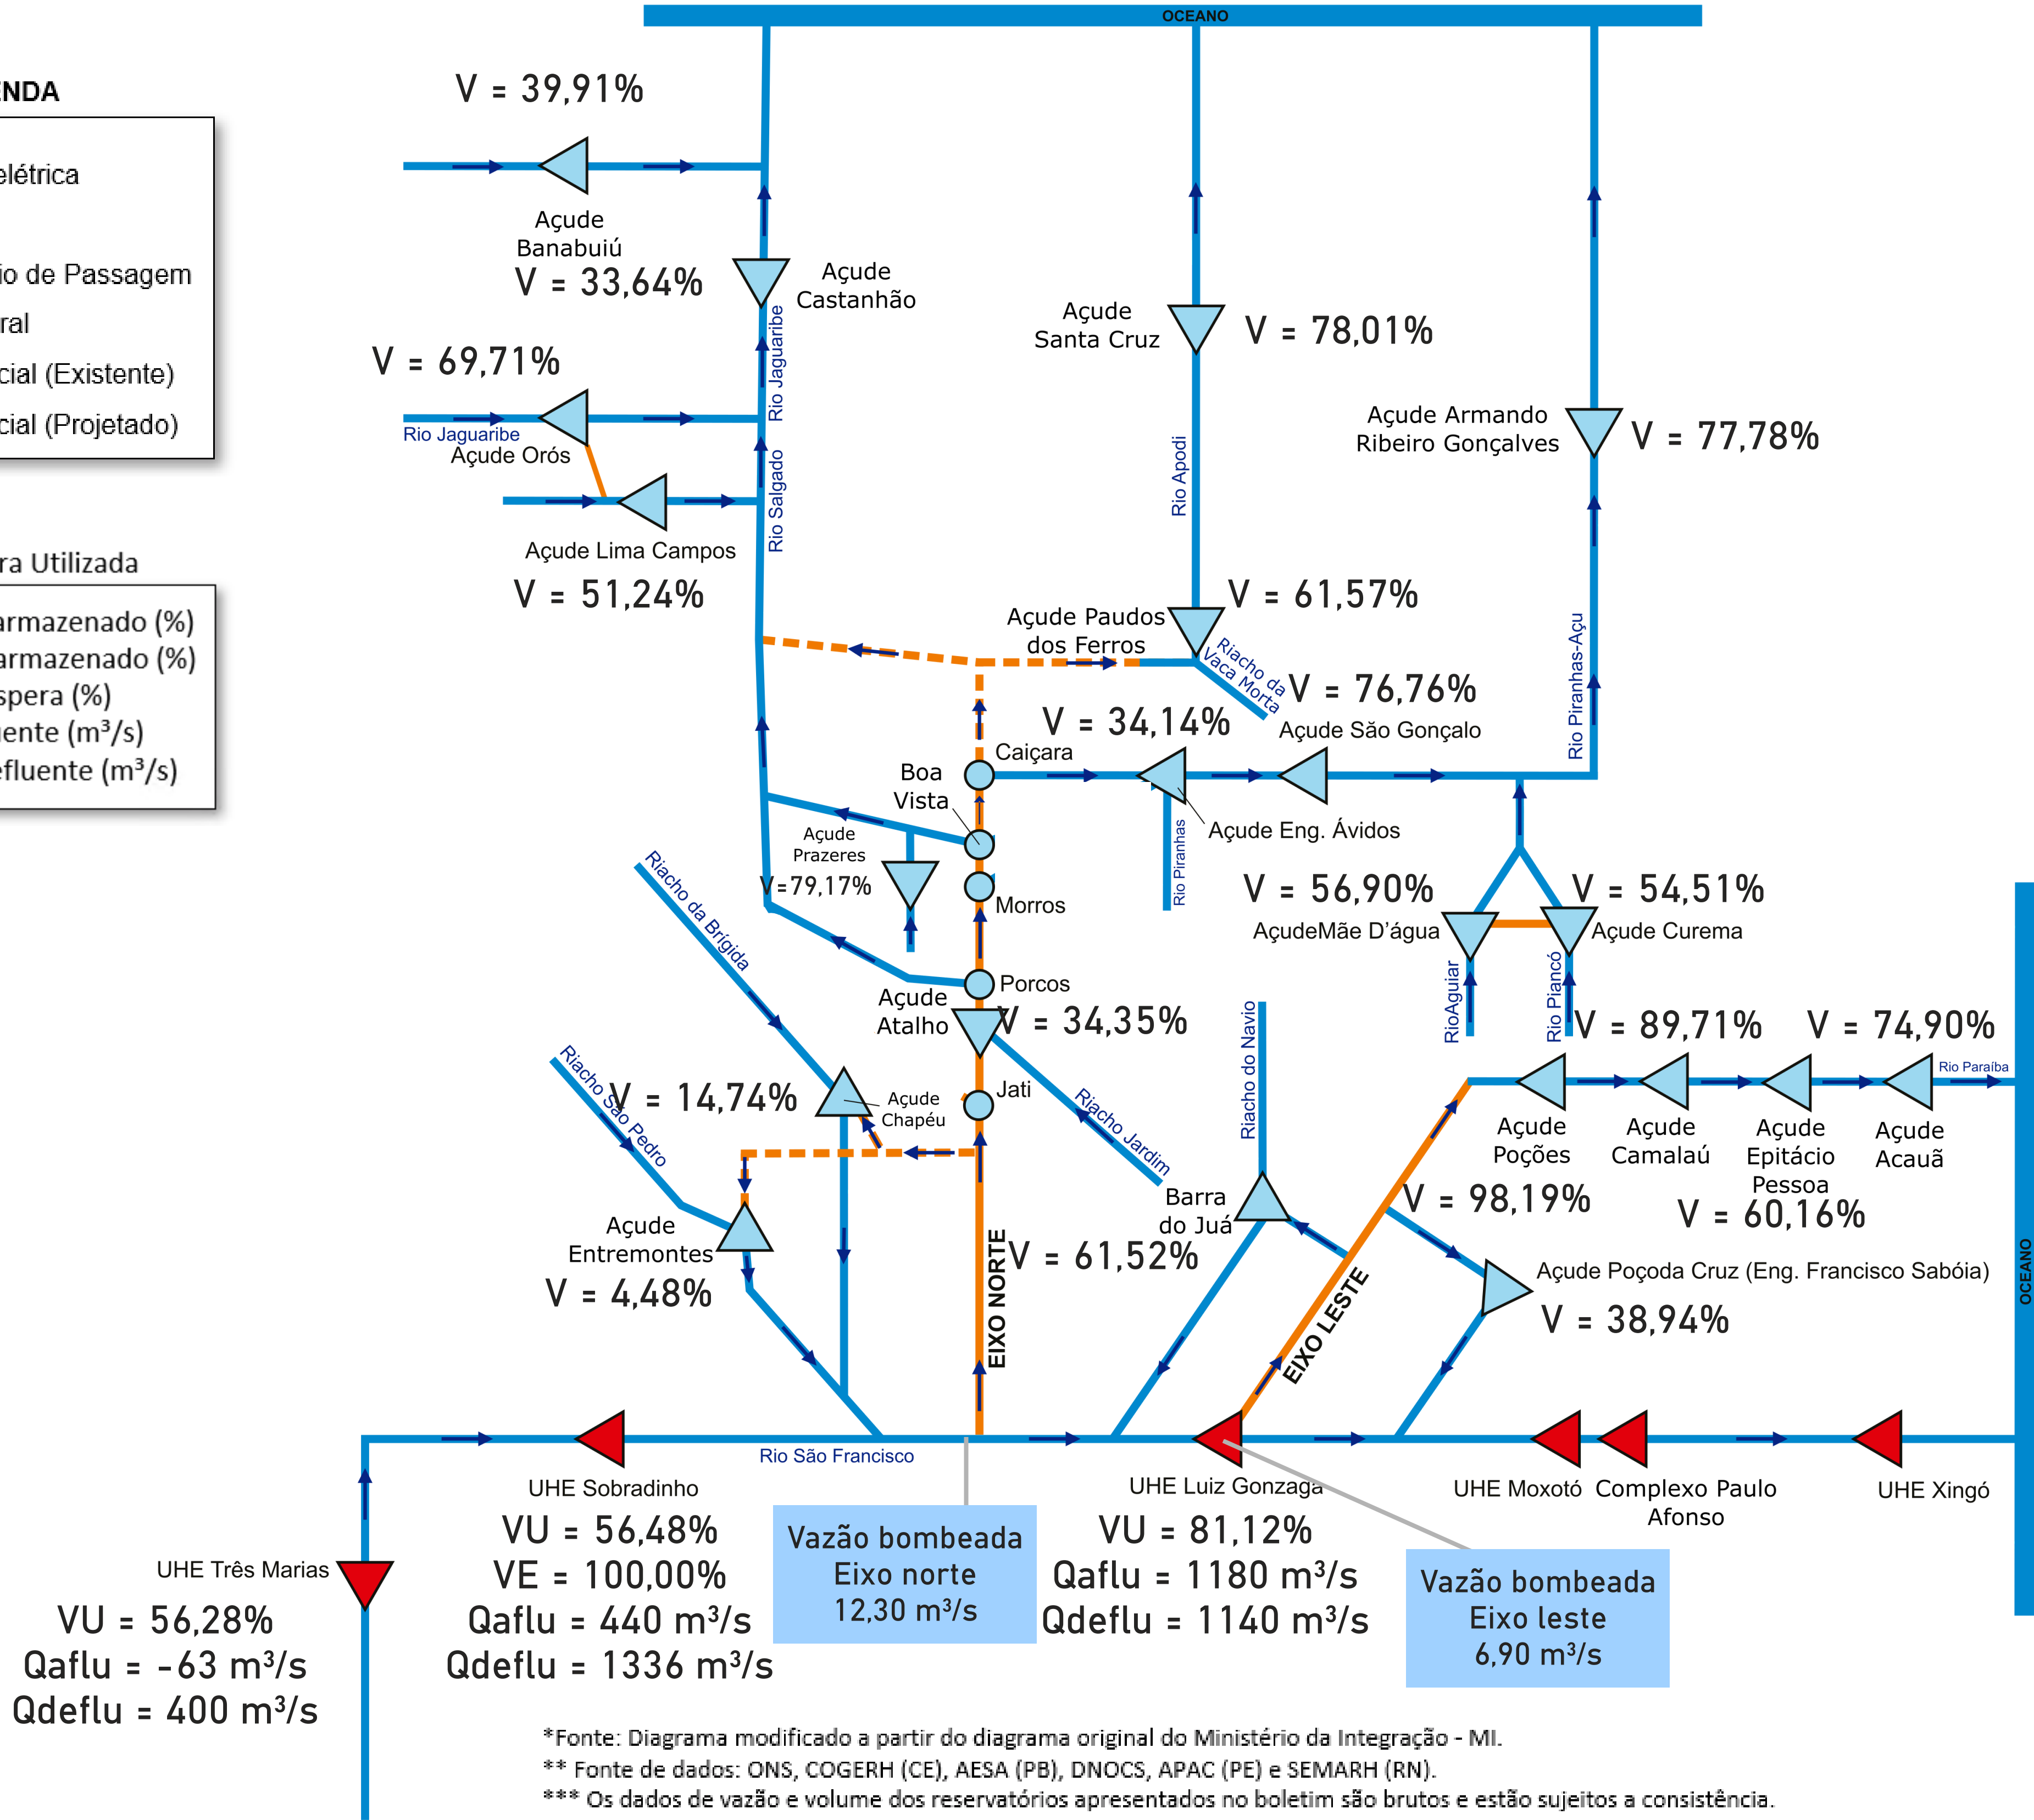 OCEANO
ENDA
elétrica
io de Passagem
ral
cial (Existente)
cial (Projetado)
ra Utilizada
armazenado (%)
armazenado (%)
spera (%)
uente (m³/s)
efluente (m³/s)
V = 39,91%
Açude
Banabuiú
V = 33,64%
Açude
Castanhão
Rio Jaguaribe
V = 69,71%
Rio Jaguaribe
Açude Orós
Rio Salgado
Açude Lima Campos
V = 51,24%
Açude
Santa Cruz
V = 78,01%
Rio Apodi
Açude Armando
Ribeiro Gonçalves
V = 77,78%
Rio Piranhas-Açu
V = 61,57%
Açude Paudos
dos Ferros
Riacho da
Vaca Morta
V = 76,76%
Açude São Gonçalo
V = 34,14%
Caiçara
Boa
Vista
Açude Eng. Ávidos
Rio Piranhas
Açude
Prazeres
V=79,17%
Morros
Riacho da Brígida
Porcos
Açude
Atalho
V = 34,35%
V = 56,90%
V = 54,51%
AçudeMãe D'água
Açude Curema
RioAguiar
Rio Piancó
V = 89,71%
V = 74,90%
Rio Paraíba
Riacho São Pedro
V = 14,74%
Açude
Chapéu
Jati
Riacho Jardim
Riacho do Navio
Açude
Poções
Açude
Camalaú
Açude
Epitácio
Pessoa
Açude
Acauã
V = 98,19%
V = 60,16%
Barra
do Juá
V = 61,52%
Açude
Entremontes
V = 4,48%
EIXO NORTE
EIXO LESTE
Açude Poçoda Cruz (Eng. Francisco Sabóia)
V = 38,94%
OCEANO
Rio São Francisco
UHE Sobradinho
VU = 56,48%
VE = 100,00%
Qaflu = 440 m³/s
Qdeflu = 1336 m³/s
Vazão bombeada
Eixo norte
12,30 m³/s
UHE Luiz Gonzaga
VU = 81,12%
Qaflu = 1180 m³/s
Qdeflu = 1140 m³/s
Vazão bombeada
Eixo leste
6,90 m³/s
UHE Moxotó
Complexo Paulo
Afonso
UHE Xingó
UHE Três Marias
VU = 56,28%
Qaflu = -63 m³/s
Qdeflu = 400 m³/s
*Fonte: Diagrama modificado a partir do diagrama original do Ministério da Integração - MI.
** Fonte de dados: ONS, COGERH (CE), AESA (PB), DNOCS, APAC (PE) e SEMARH (RN).
*** Os dados de vazão e volume dos reservatórios apresentados no boletim são brutos e estão sujeitos a consistência.